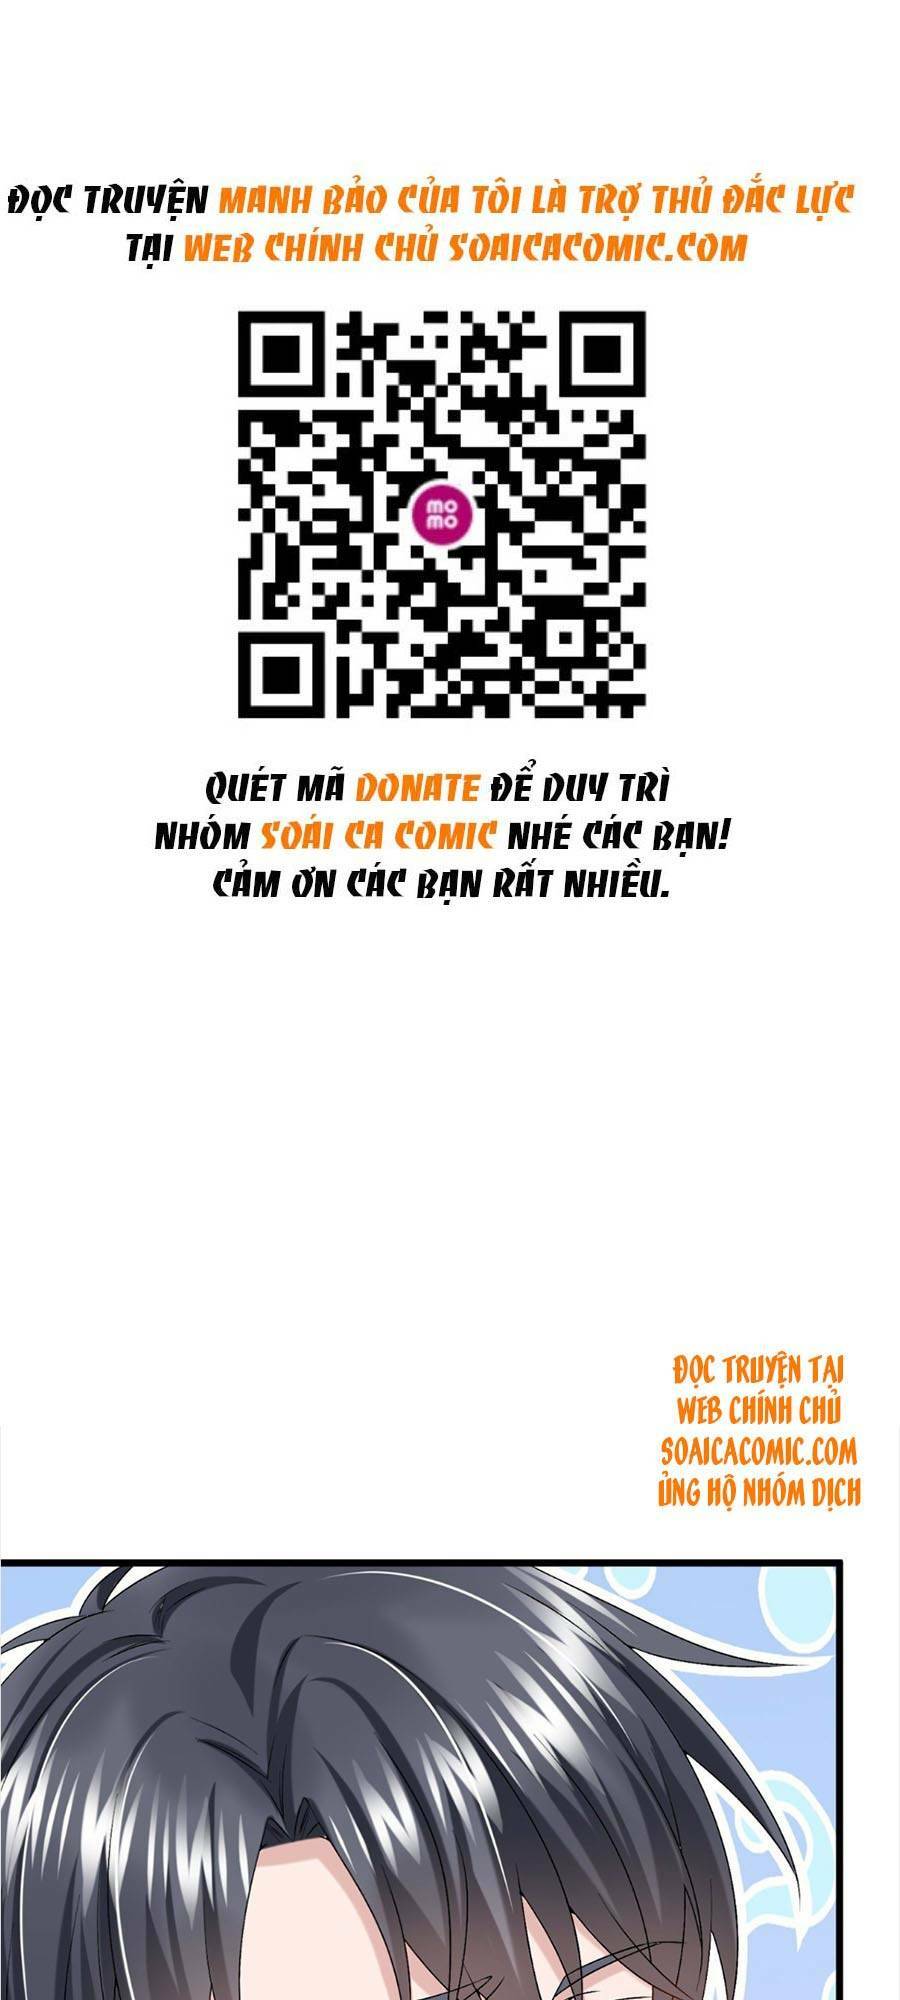 ĐỌC TRUYỆN MANH BẢO CỦA TÔI LÀ TRỢ THỦ ĐẮC LỰC
TẠI WEB CHÍNH CHỦ SOAICACOMIC.COM
MO
MO
QUÉT MÃ DONATE ĐỂ DUY TRÌ
NHÓM SOÁI CA COMIC NHÉ CÁC BẠN!
CẢM ƠN CÁC BẠN RẤT NHIỀU.
ĐỌC TRUYỆN TẠI
WEB CHÍNH CHỦ
SOAICACOMIC.COM
ỦNG HỘ NHÓM DỊCH